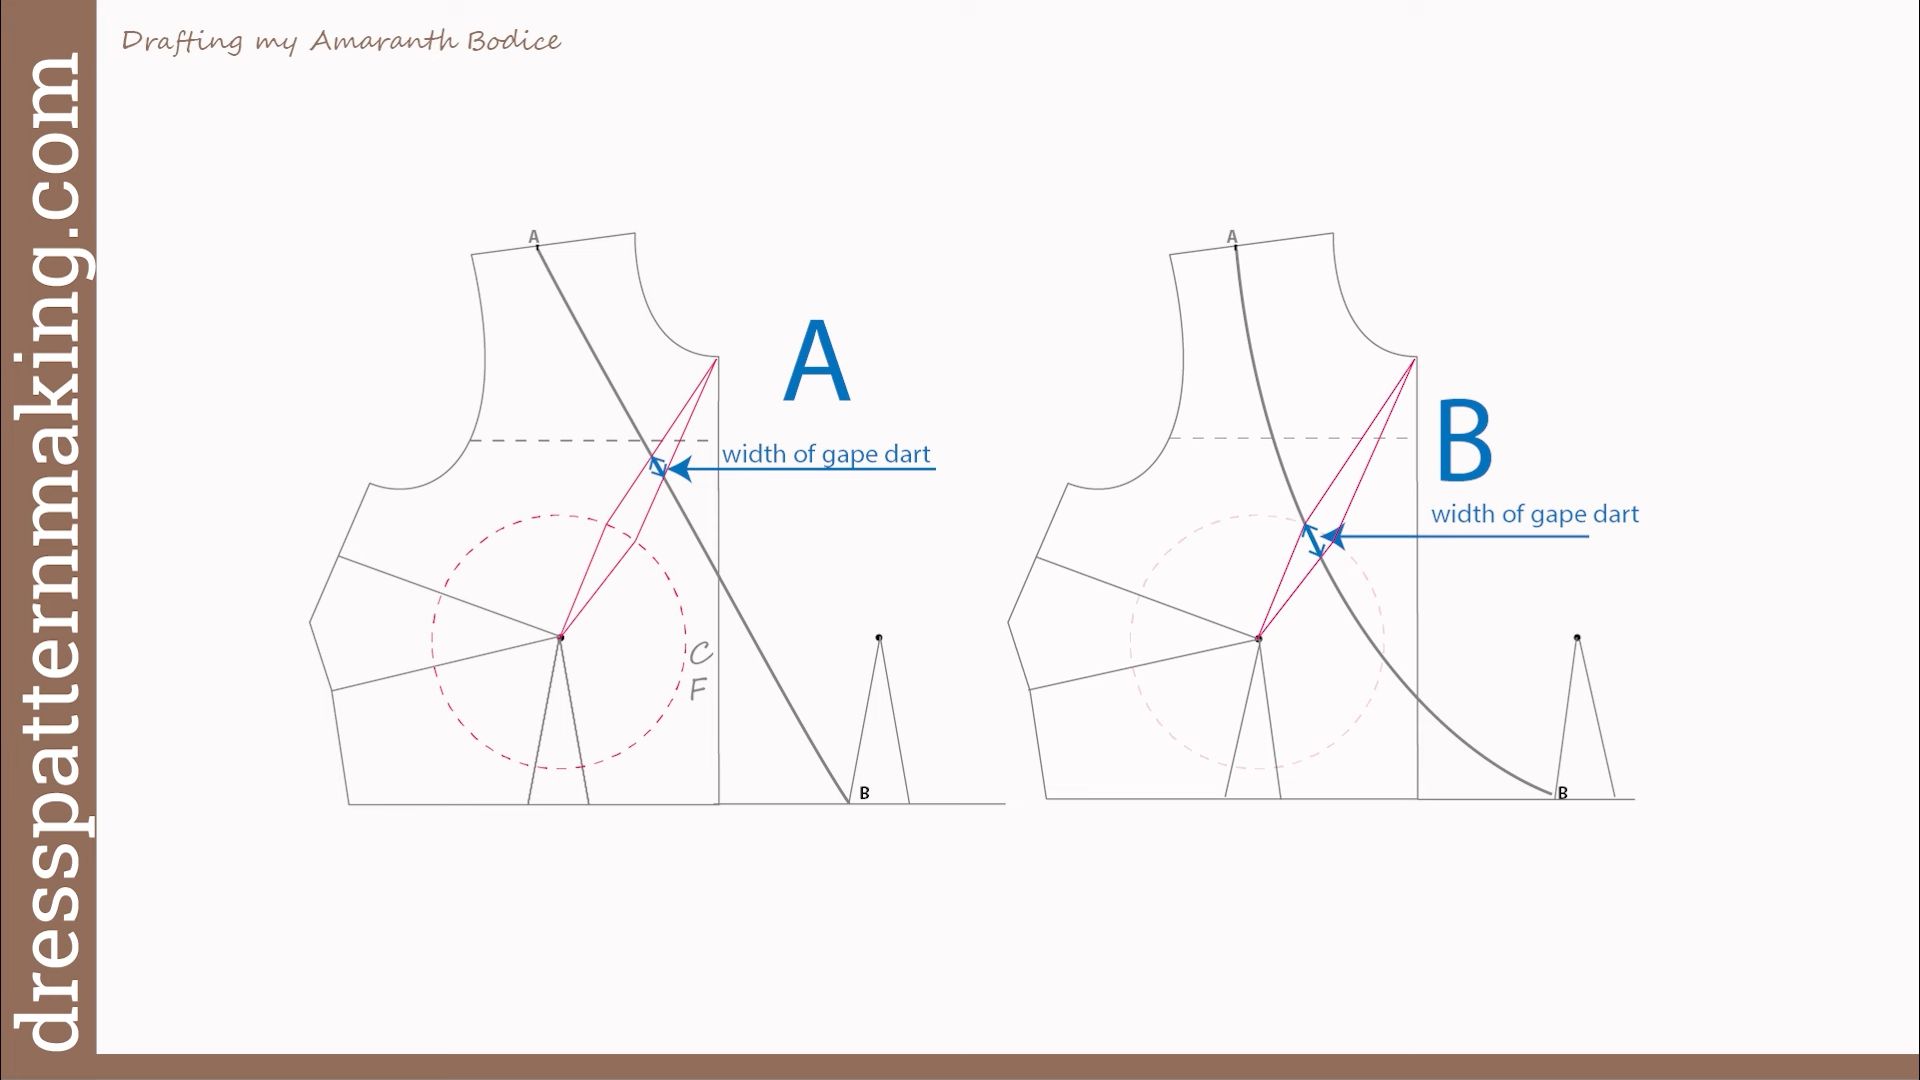 Drafting my Amaranth Bodice
dresspatternmaking.com
A
A
width of gape dart
C
F
B
A
B
width of gape dart
B